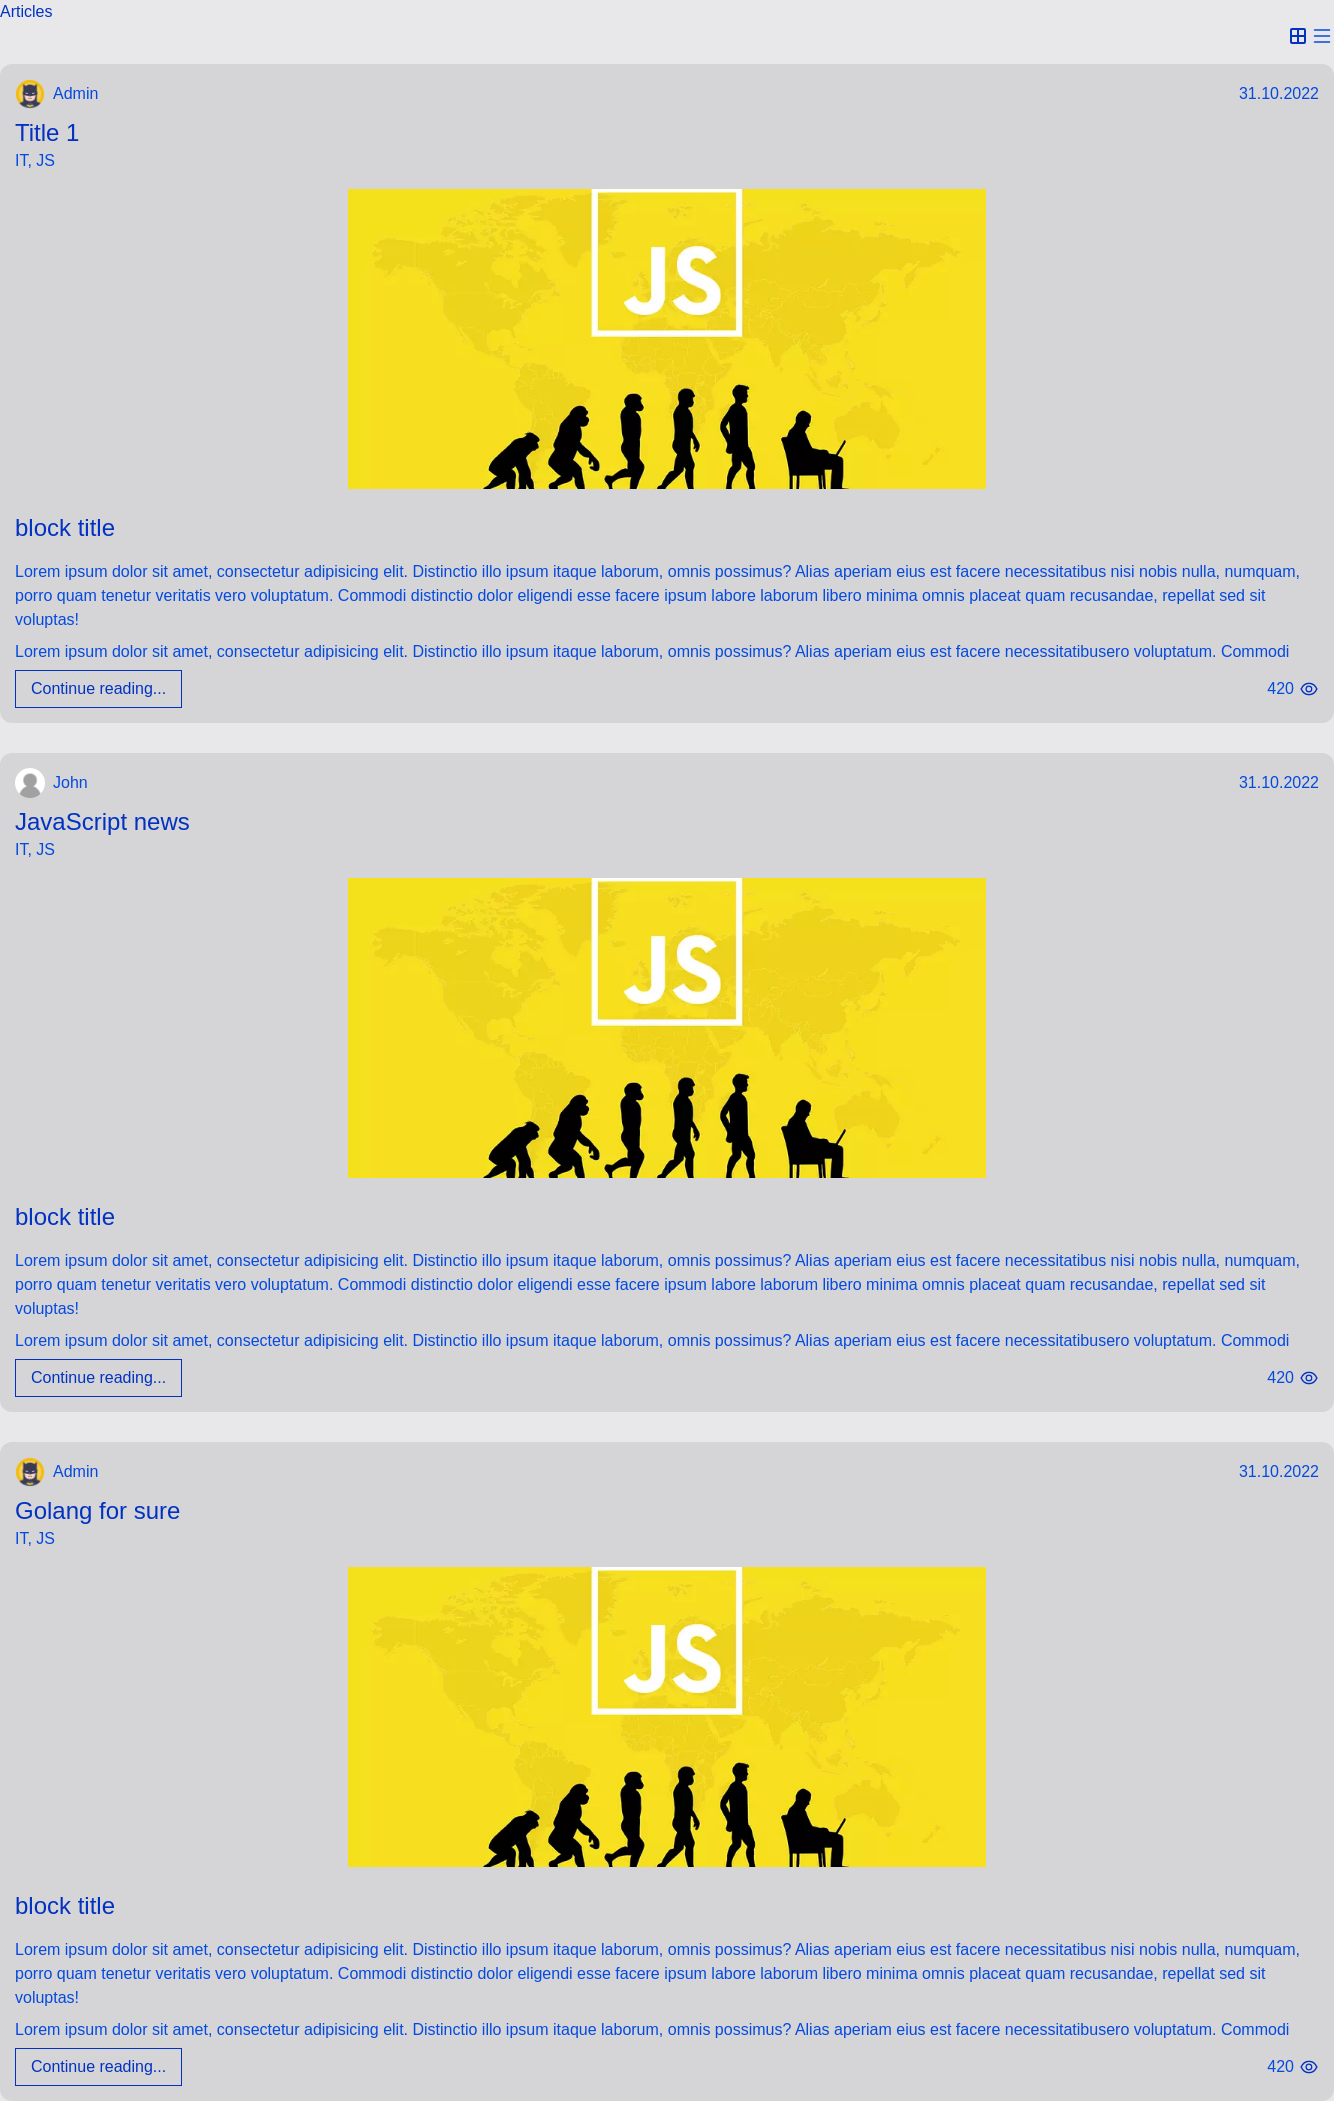 Articles
Admin
31.10.2022
Title 1
IT, JS
JS
block title
Lorem ipsum dolor sit amet, consectetur adipisicing elit. Distinctio illo ipsum itaque laborum, omnis possimus? Alias aperiam eius est facere necessitatibus nisi nobis nulla, numquam,
porro quam tenetur veritatis vero voluptatum. Commodi distinctio dolor eligendi esse facere ipsum labore laborum libero minima omnis placeat quam recusandae, repellat sed sit
voluptas!
Lorem ipsum dolor sit amet, consectetur adipisicing elit. Distinctio illo ipsum itaque laborum, omnis possimus? Alias aperiam eius est facere necessitatibusero voluptatum. Commodi
Continue reading...
420
John
31.10.2022
JavaScript news
IT, JS
JS
block title
Lorem ipsum dolor sit amet, consectetur adipisicing elit. Distinctio illo ipsum itaque laborum, omnis possimus? Alias aperiam eius est facere necessitatibus nisi nobis nulla, numquam,
porro quam tenetur veritatis vero voluptatum. Commodi distinctio dolor eligendi esse facere ipsum labore laborum libero minima omnis placeat quam recusandae, repellat sed sit
voluptas!
Lorem ipsum dolor sit amet, consectetur adipisicing elit. Distinctio illo ipsum itaque laborum, omnis possimus? Alias aperiam eius est facere necessitatibusero voluptatum. Commodi
Continue reading...
420
Admin
31.10.2022
Golang for sure
IT, JS
JS
block title
Lorem ipsum dolor sit amet, consectetur adipisicing elit. Distinctio illo ipsum itaque laborum, omnis possimus? Alias aperiam eius est facere necessitatibus nisi nobis nulla, numquam,
porro quam tenetur veritatis vero voluptatum. Commodi distinctio dolor eligendi esse facere ipsum labore laborum libero minima omnis placeat quam recusandae, repellat sed sit
voluptas!
Lorem ipsum dolor sit amet, consectetur adipisicing elit. Distinctio illo ipsum itaque laborum, omnis possimus? Alias aperiam eius est facere necessitatibusero voluptatum. Commodi
Continue reading...
420